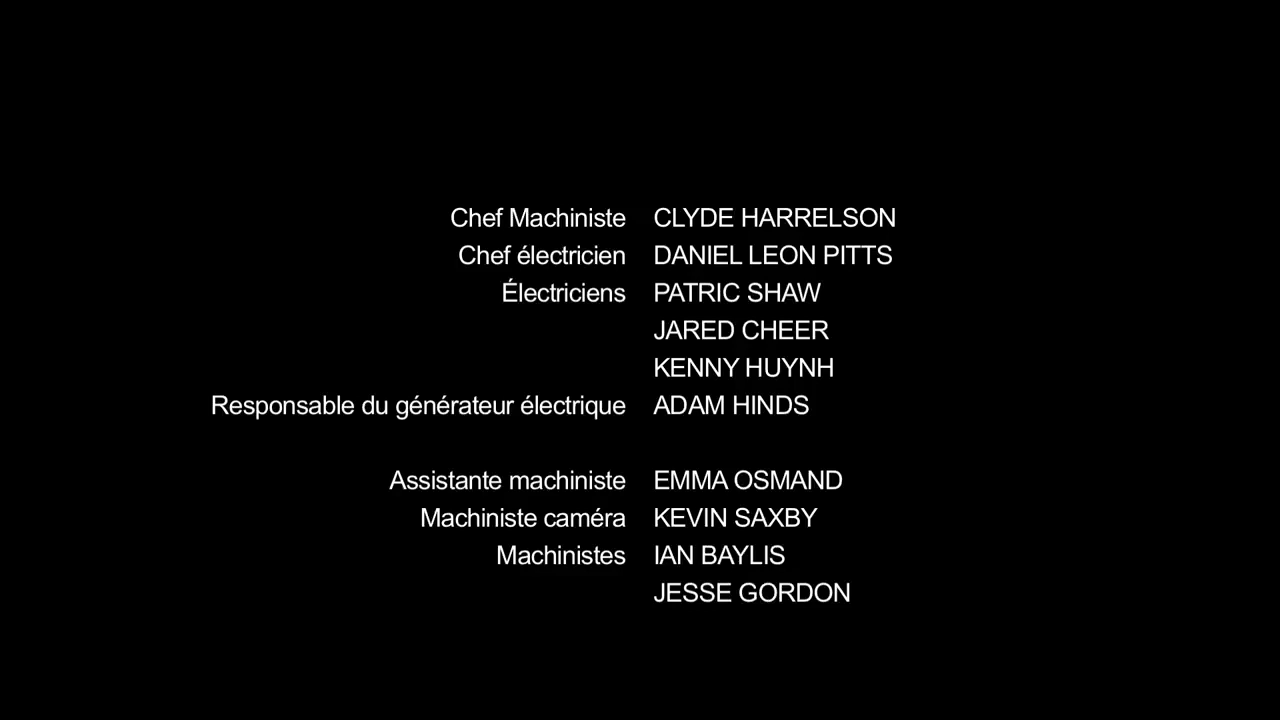 Chef Machiniste CLYDE HARRELSON
Chef électricien DANIEL LEON PITTS
Électriciens PATRIC SHAW
JARED CHEER
KENNY HUYNH
Responsable du générateur électrique ADAM HINDS
Assistante machiniste EMMA OSMAND
Machiniste caméra KEVIN SAXBY
Machinistes IAN BAYLIS
JESSE GORDON